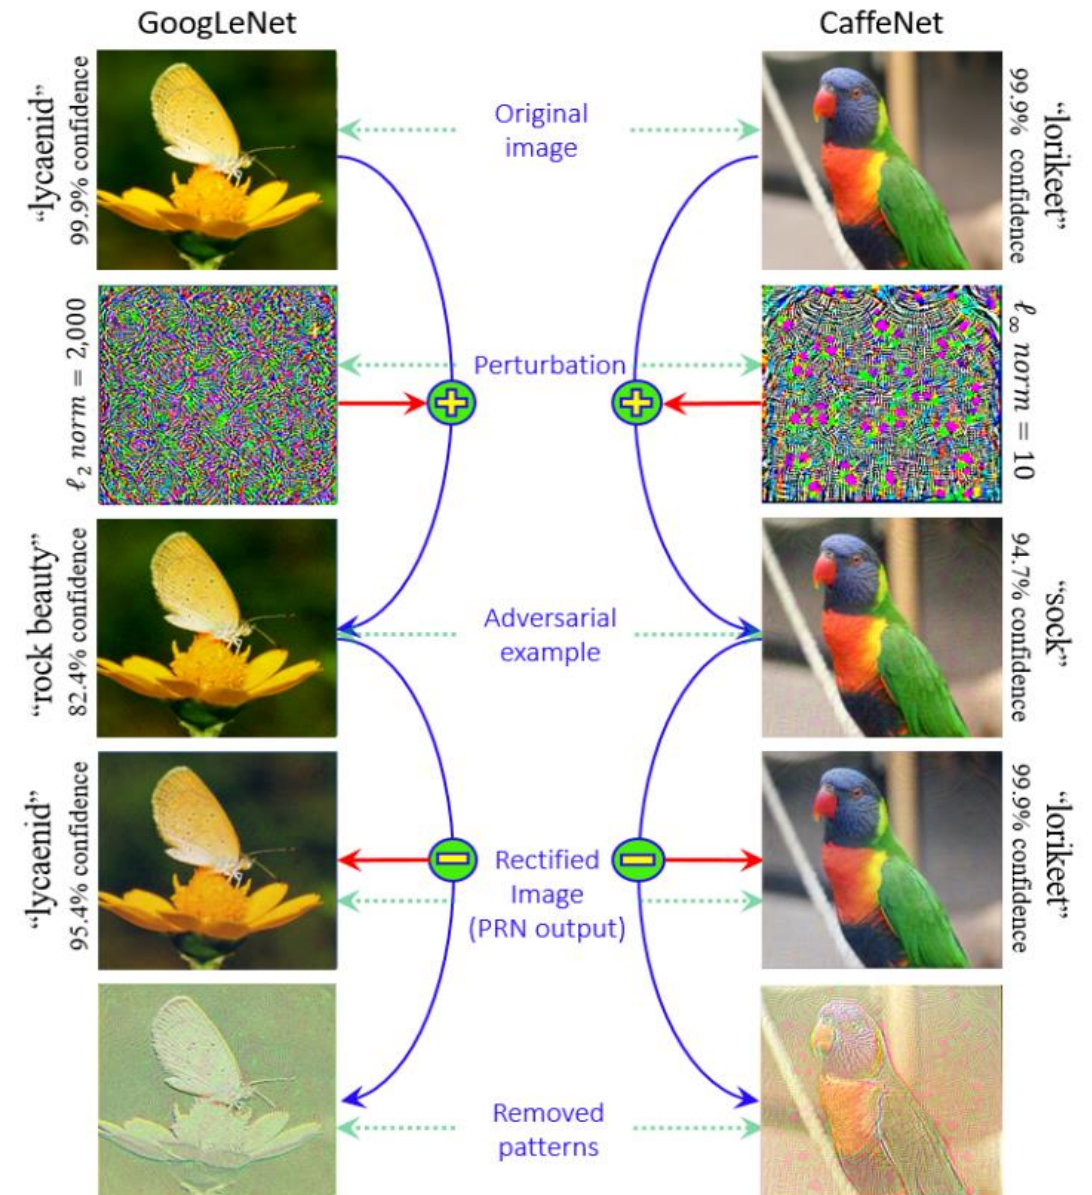 GoogLeNet
CaffeNet
“lycaenid”
99.9% confidence
Original
image
“lorikeet”
99.9% confidence
ℓ₂ norm = 2,000
Perturbation
ℓ∞ norm = 10
“rock beauty”
82.4% confidence
Adversarial
example
“sock”
94.7% confidence
“lycaenid”
95.4% confidence
Rectified
Image
(PRN output)
“lorikeet”
99.9% confidence
Removed
patterns